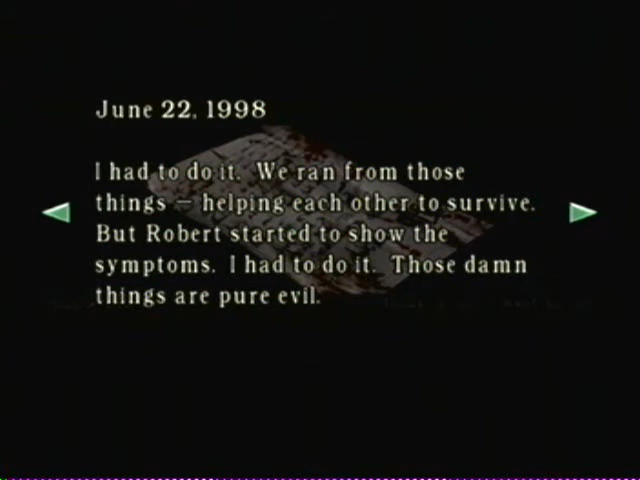 June 22, 1998
I had to do it. We ran from those
things — helping each other to survive.
But Robert started to show the
symptoms. I had to do it. Those damn
things are pure evil.